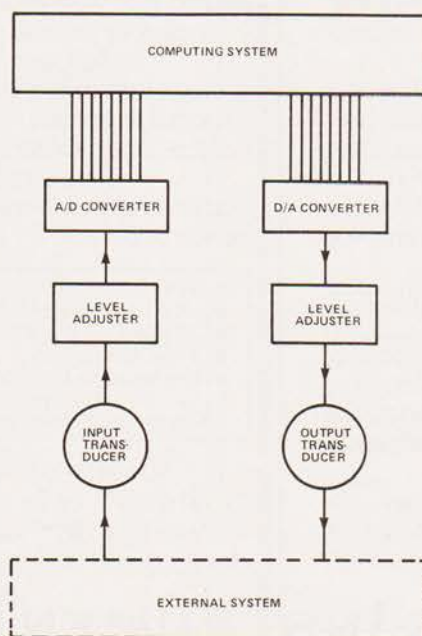 COMPUTING SYSTEM
A/D CONVERTER
D/A CONVERTER
LEVEL
ADJUSTER
LEVEL
ADJUSTER
INPUT
TRANS-
DUCER
OUTPUT
TRANS-
DUCER
EXTERNAL SYSTEM